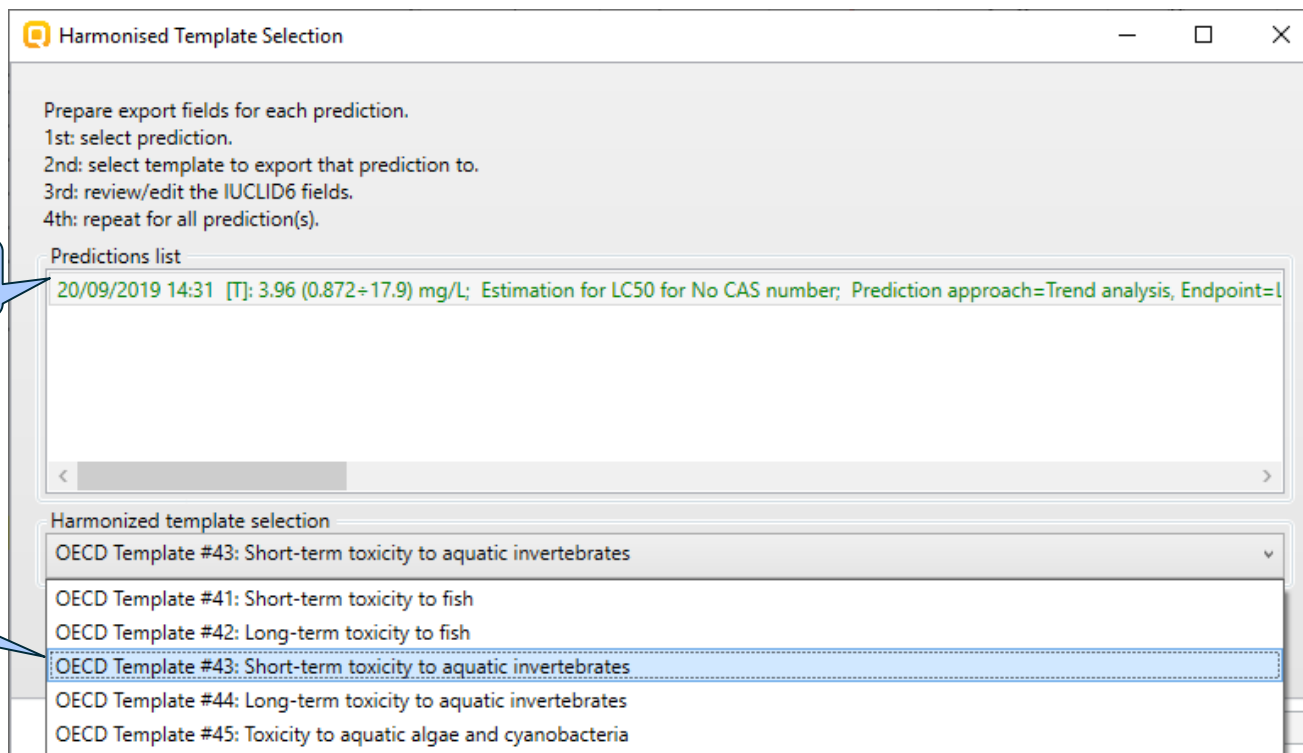 Harmonised Template Selection
Prepare export fields for each prediction.
1st: select prediction.
2nd: select template to export that prediction to.
3rd: review/edit the IUCLID6 fields.
4th: repeat for all prediction(s).
Predictions list
20/09/2019 14:31 [T]: 3.96 (0.872÷17.9) mg/L; Estimation for LC50 for No CAS number; Prediction approach=Trend analysis, Endpoint=L
Harmonized template selection
OECD Template #43: Short-term toxicity to aquatic invertebrates
OECD Template #41: Short-term toxicity to fish
OECD Template #42: Long-term toxicity to fish
OECD Template #43: Short-term toxicity to aquatic invertebrates
OECD Template #44: Long-term toxicity to aquatic invertebrates
OECD Template #45: Toxicity to aquatic algae and cyanobacteria